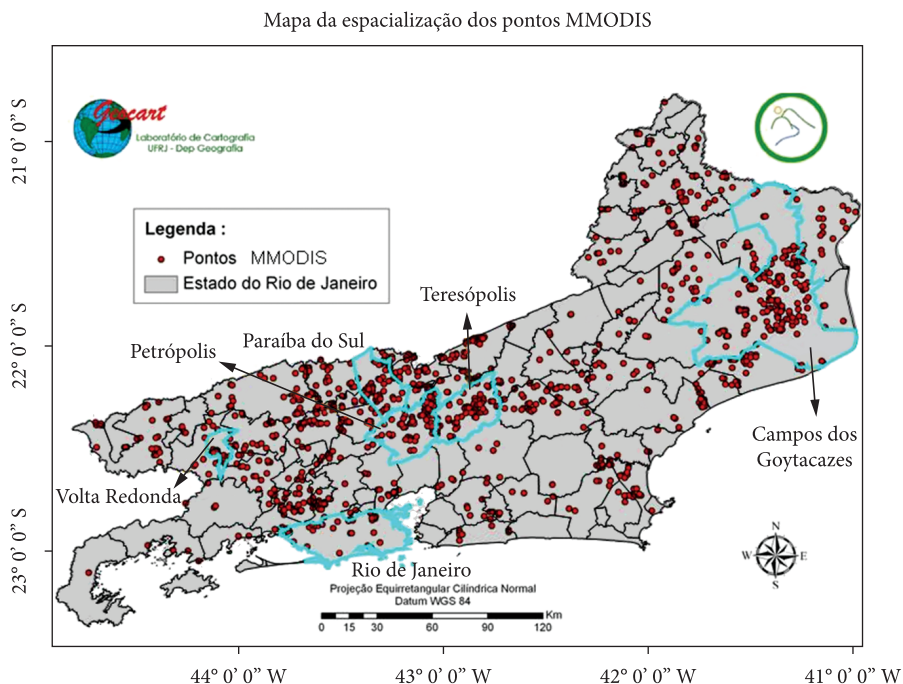 Mapa da espacialização dos pontos MMODIS
Geocart
Laboratório de Cartografia
UFRJ - Dep Geografia
Legenda :
Pontos MMODIS
Estado do Rio de Janeiro
Teresópolis
Petrópolis
Paraíba do Sul
Campos dos
Goytacazes
Volta Redonda
Rio de Janeiro
Projeção Equirretangular Cilíndrica Normal
Datum WGS 84
Km
0 15 30 60 90 120
N
W E
S
21° 0' 0" S
22° 0' 0" S
23° 0' 0" S
44° 0' 0" W
43° 0' 0" W
42° 0' 0" W
41° 0' 0" W